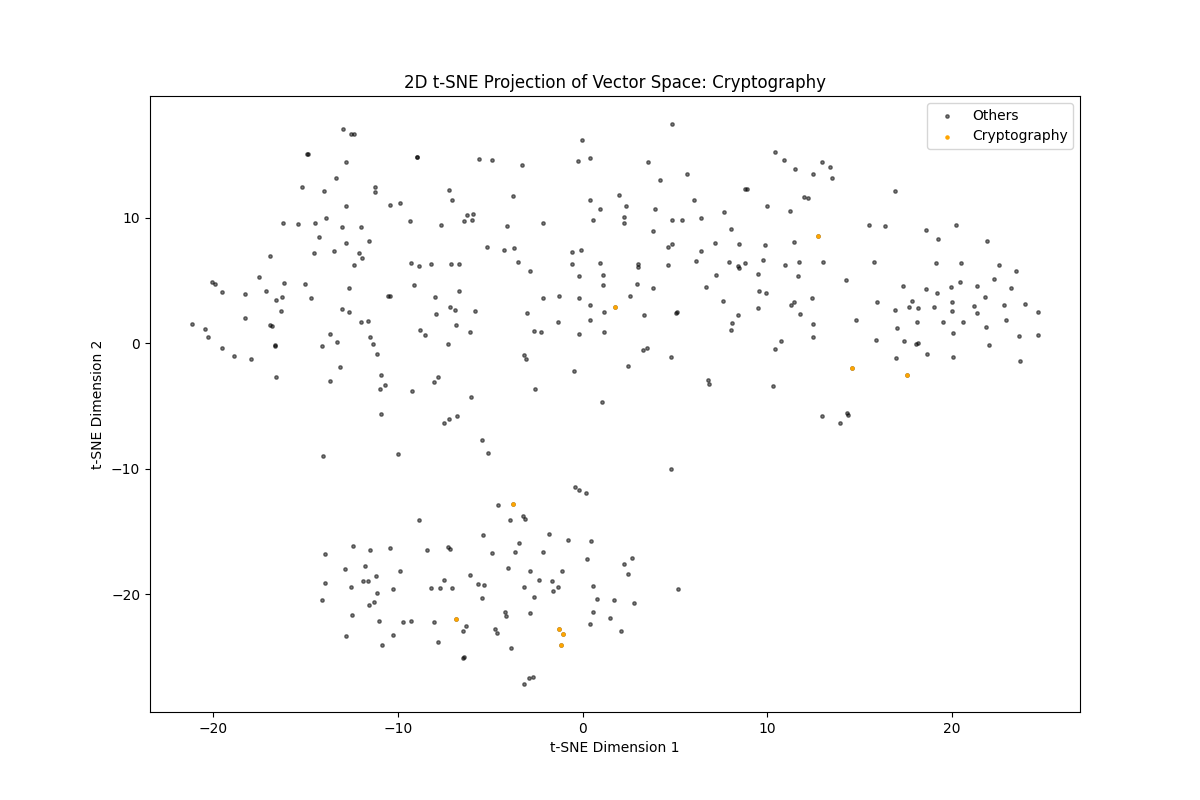 2D t-SNE Projection of Vector Space: Cryptography
Others
Cryptography
10
0
−10
−20
t-SNE Dimension 2
−20 −10 0 10 20
t-SNE Dimension 1